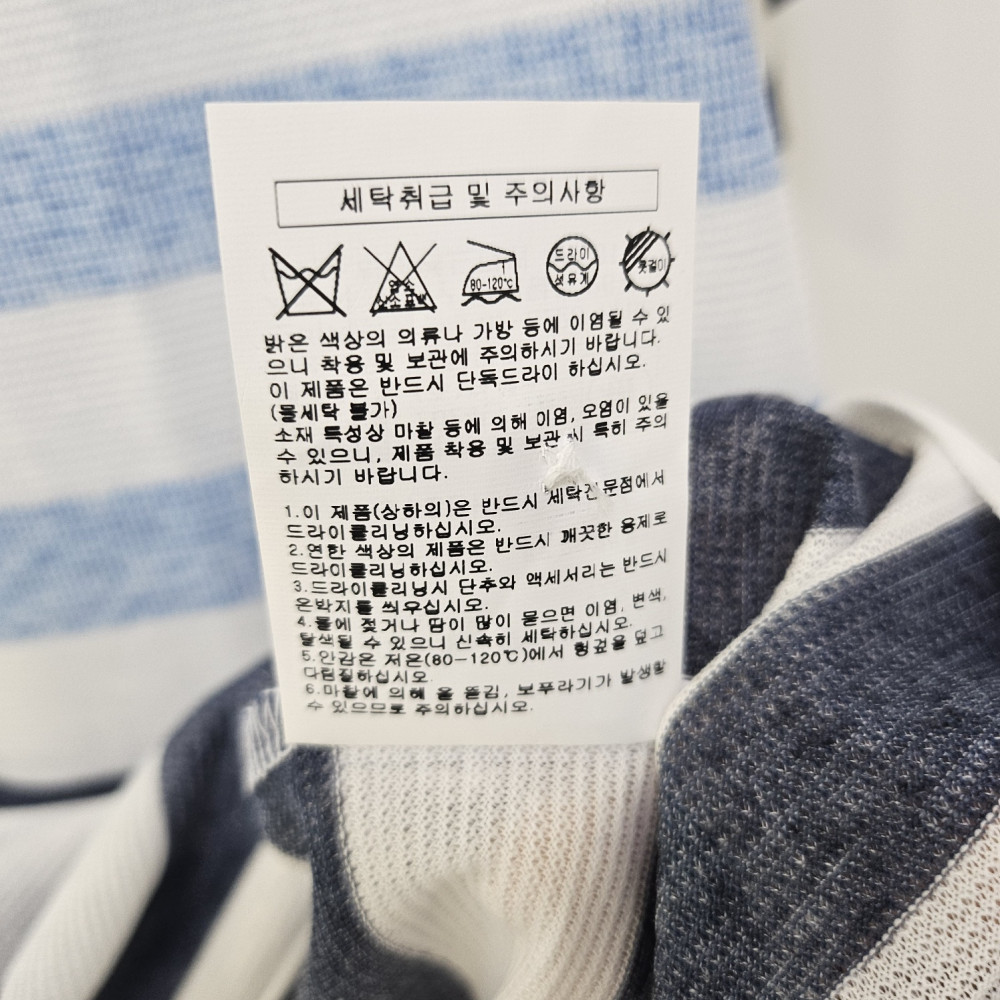 세탁취급 및 주의사항
염소
산소표백
80-120℃
드라이
석유계
옷걸이
밝은 색상의 의류나 가방 등에 이염될 수 있
으니 착용 및 보관에 주의하시기 바랍니다.
이 제품은 반드시 단독드라이 하십시오.
(물세탁 불가)
소재 특성상 마찰 등에 의해 이염, 오염이 있을
수 있으니, 제품 착용 및 보관 시 특히 주의
하시기 바랍니다.
1.이 제품(상하의)은 반드시 세탁전문점에서
드라이클리닝하십시오.
2.연한 색상의 제품은 반드시 깨끗한 용제로
드라이클리닝하십시오.
3.드라이클리닝시 단추와 액세서리는 반드시
은박지를 씌우십시오.
4.물에 젖거나 땀이 많이 묻으면 이염, 변색,
탈색될 수 있으니 신속히 세탁하십시오.
5.안감은 저온(80-120℃)에서 헝겊을 덮고
다림질하십시오.
6.마찰에 의해 올 뜯김, 보푸라기가 발생할
수 있으므로 주의하십시오.